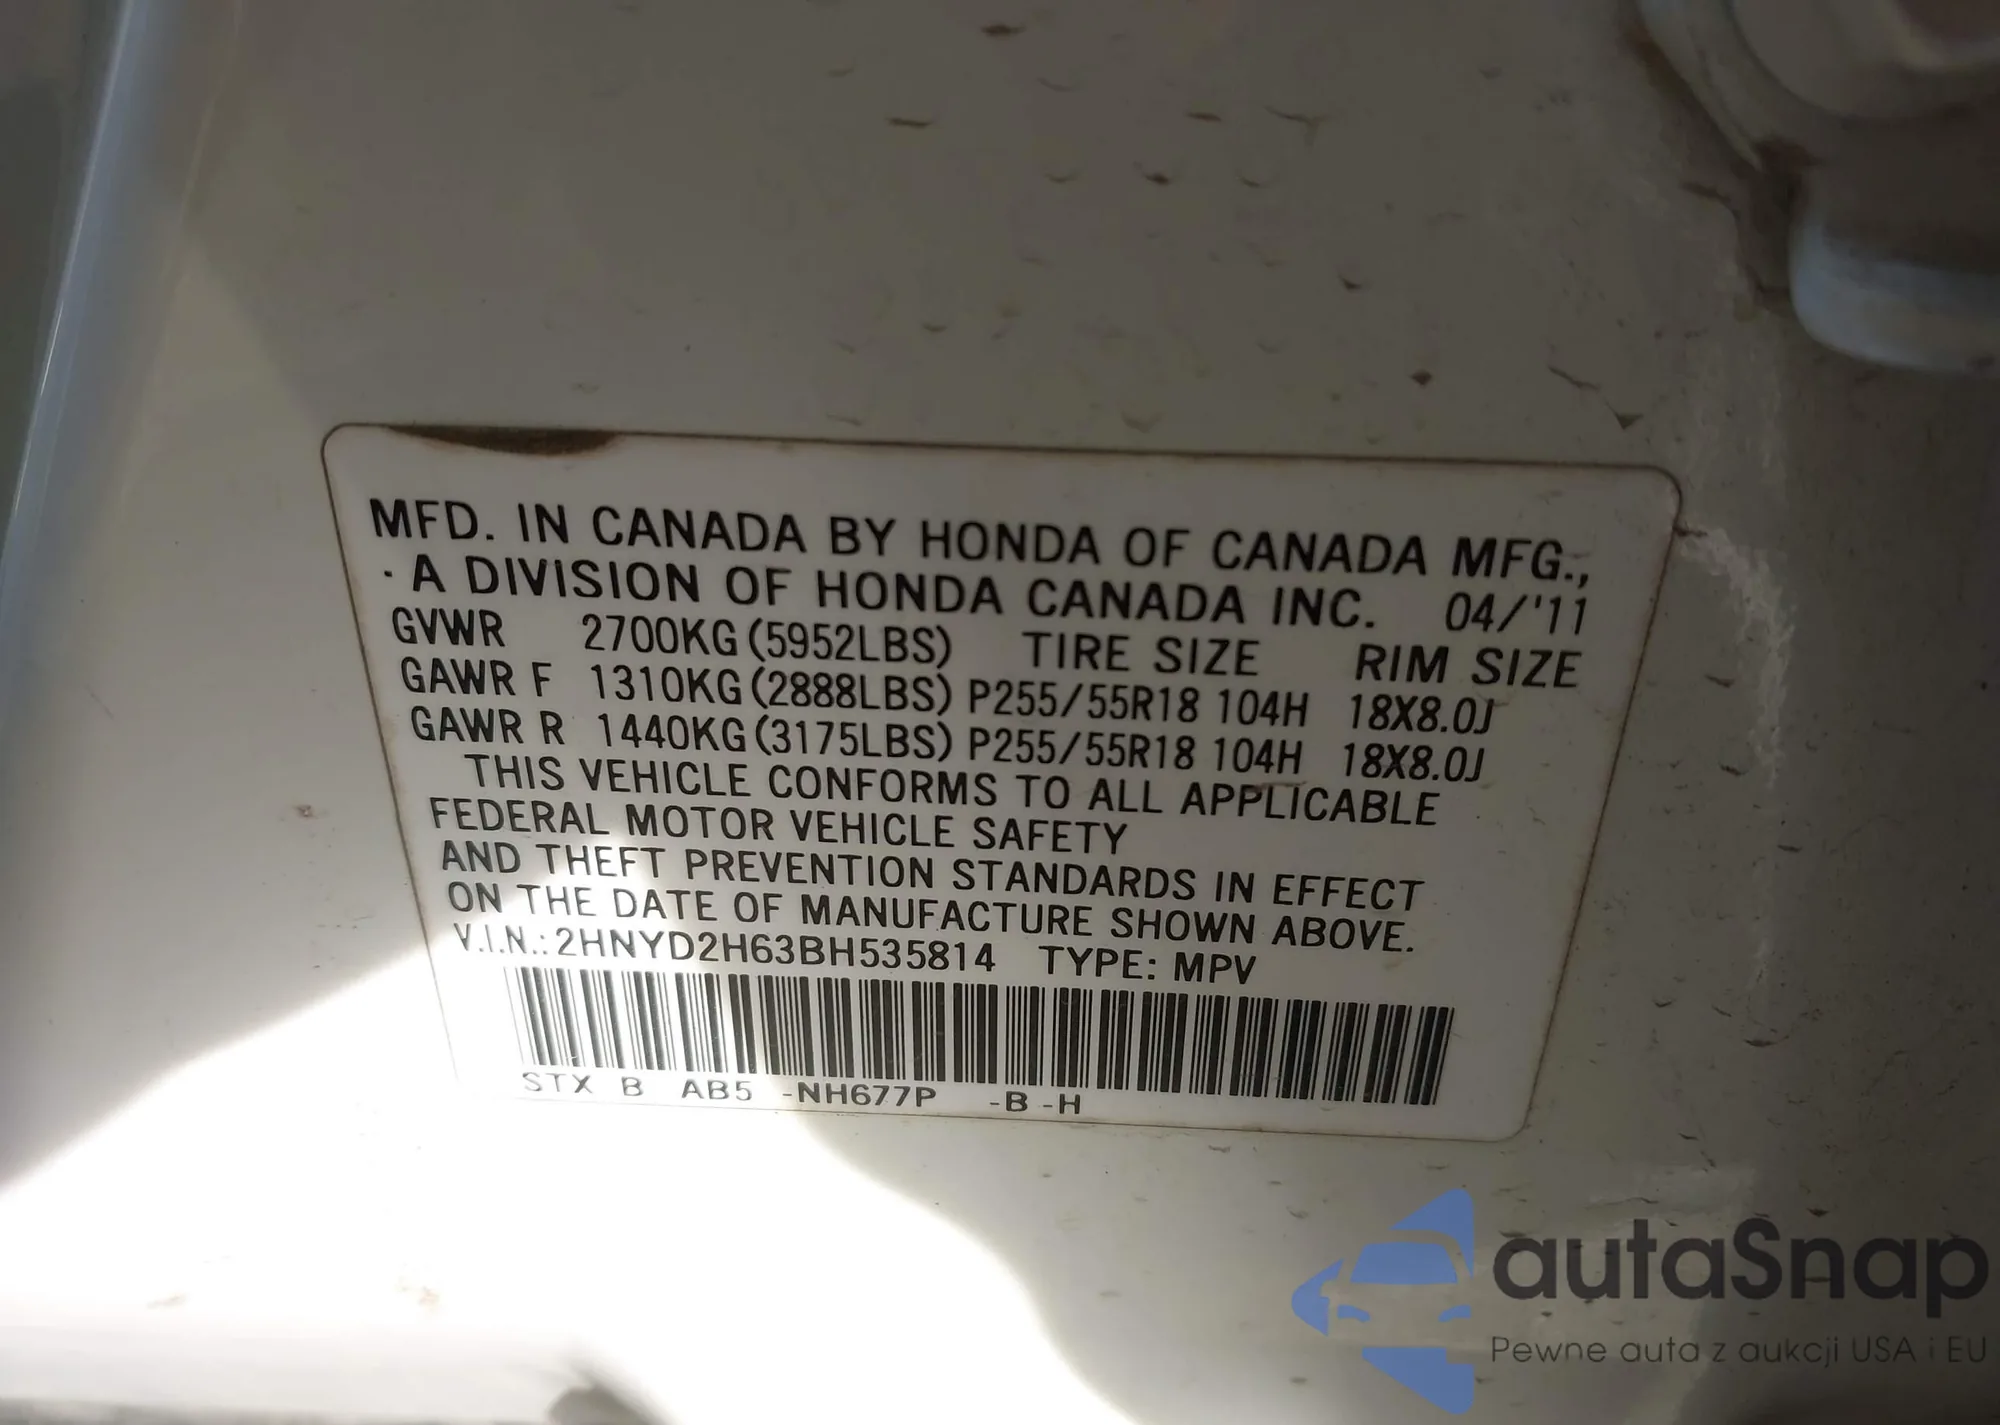 MFD. IN CANADA BY HONDA OF CANADA MFG.,
A DIVISION OF HONDA CANADA INC. 04/'11
GVWR 2700KG (5952LBS) TIRE SIZE RIM SIZE
GAWR F 1310KG (2888LBS) P255/55R18 104H 18X8.0J
GAWR R 1440KG (3175LBS) P255/55R18 104H 18X8.0J
THIS VEHICLE CONFORMS TO ALL APPLICABLE
FEDERAL MOTOR VEHICLE SAFETY
AND THEFT PREVENTION STANDARDS IN EFFECT
ON THE DATE OF MANUFACTURE SHOWN ABOVE.
V.I.N.: 2HNYD2H63BH535814 TYPE: MPV
STX B AB5 -NH677P -B -H
autaSnap
Pewne auta z aukcji USA i EU